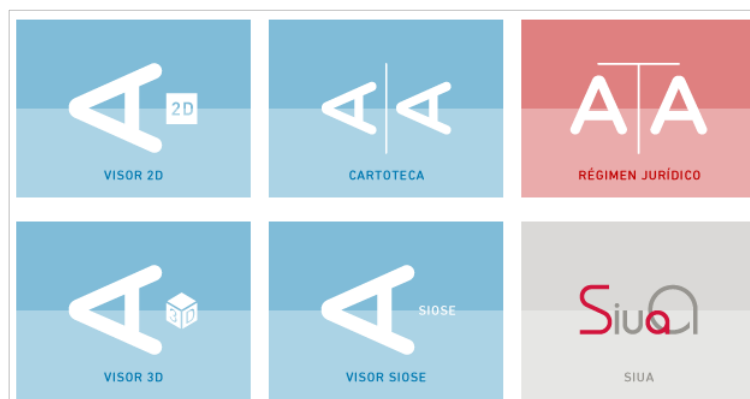 A 2D
VISOR 2D
A A
CARTOTECA
A A
RÉGIMEN JURÍDICO
A 3D
VISOR 3D
A SIOSE
VISOR SIOSE
Siua
SIUA